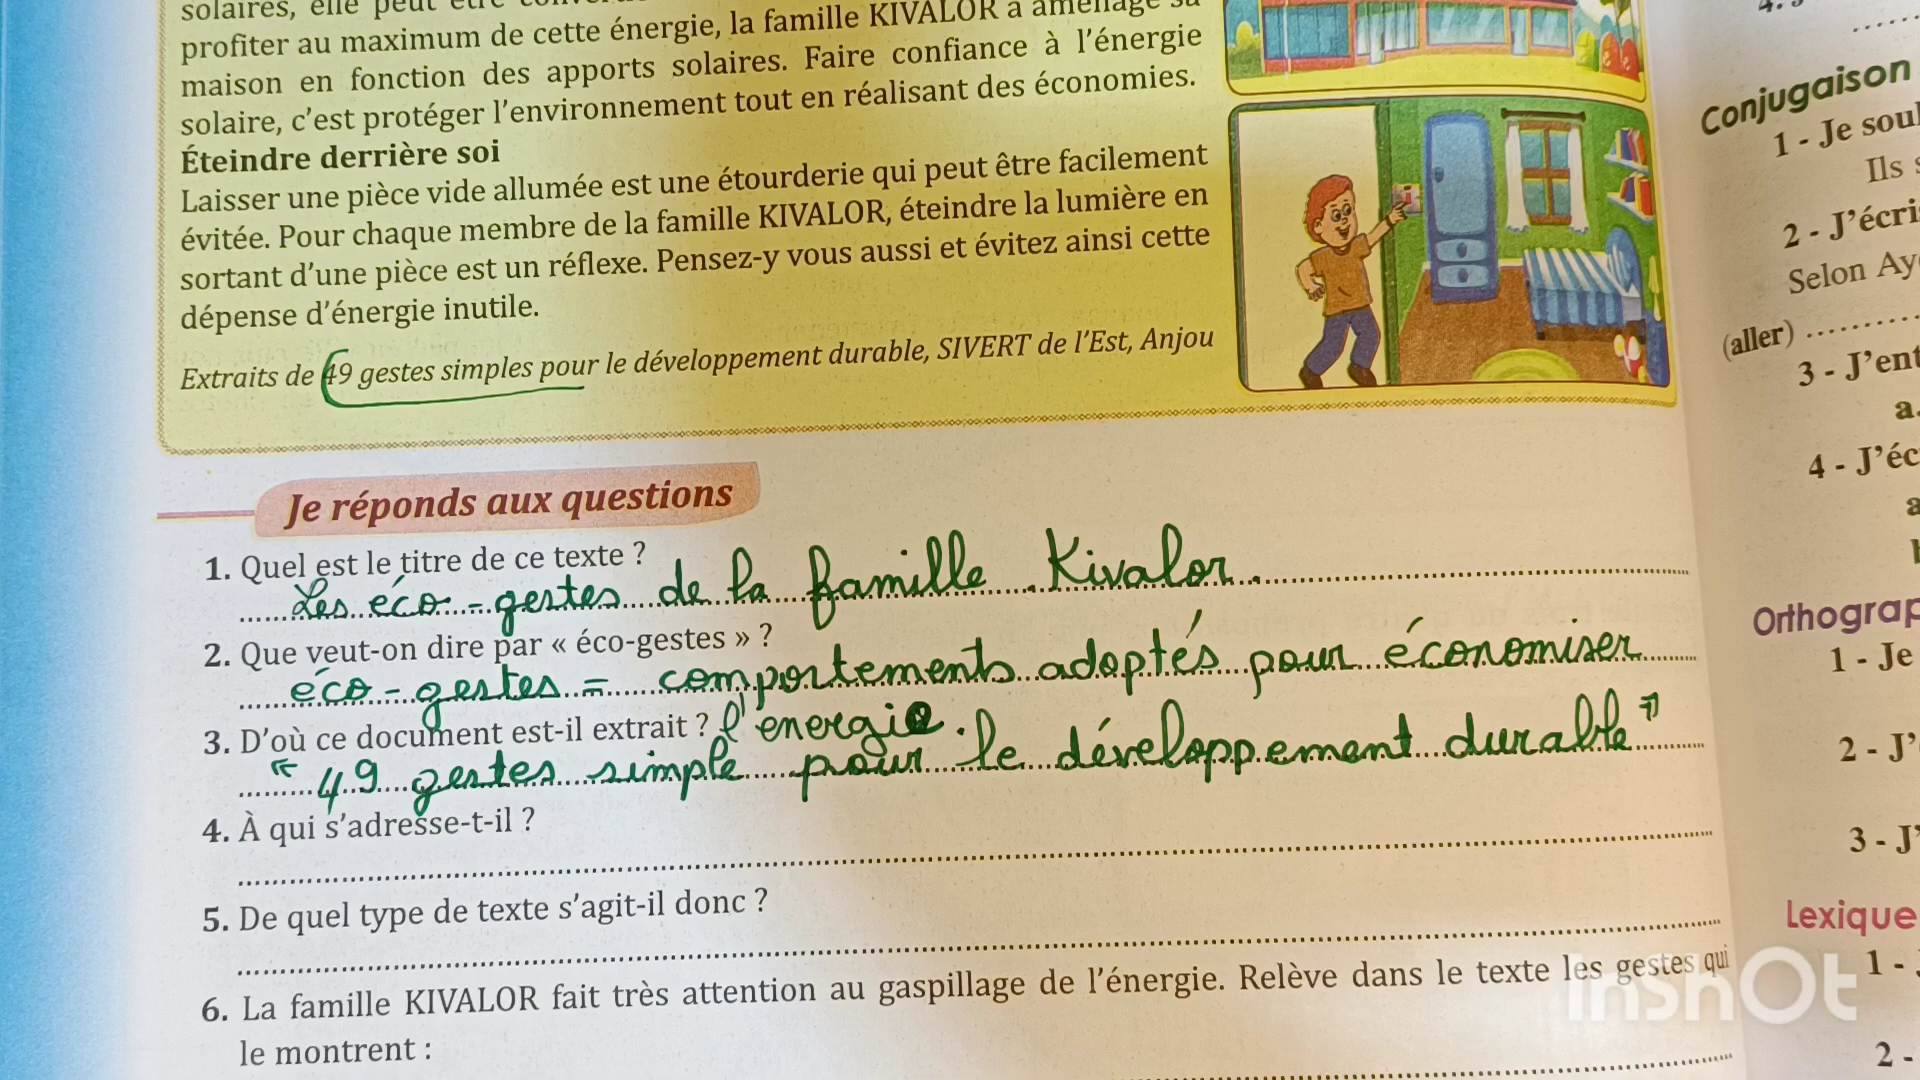 solaires, elle peut être
profiter au maximum de cette énergie, la famille KIVALOR a aménagé sa
maison en fonction des apports solaires. Faire confiance à l'énergie
solaire, c'est protéger l'environnement tout en réalisant des économies.
Éteindre derrière soi
Laisser une pièce vide allumée est une étourderie qui peut être facilement
évitée. Pour chaque membre de la famille KIVALOR, éteindre la lumière en
sortant d'une pièce est un réflexe. Pensez-y vous aussi et évitez ainsi cette
dépense d'énergie inutile.
Extraits de 49 gestes simples pour le développement durable, SIVERT de l'Est, Anjou
Je réponds aux questions
1. Quel est le titre de ce texte ?
Les éco-gestes de la famille Kivalor.
2. Que veut-on dire par « éco-gestes » ?
éco-gestes = comportements adoptés pour économiser
3. D'où ce document est-il extrait ? l'énergie.
"49 gestes simple pour le développement durable"
4. À qui s'adresse-t-il ?
5. De quel type de texte s'agit-il donc ?
6. La famille KIVALOR fait très attention au gaspillage de l'énergie. Relève dans le texte les gestes qui
le montrent :
Conjugaison
1 - Je soul
Ils s
2 - J'écri
Selon Ay
(aller)
3 - J'ent
a.
4 - J'éc
a
Orthograp
1 - Je
2 - J'
3 - J'
Lexique
1 -
2 -
InShOt